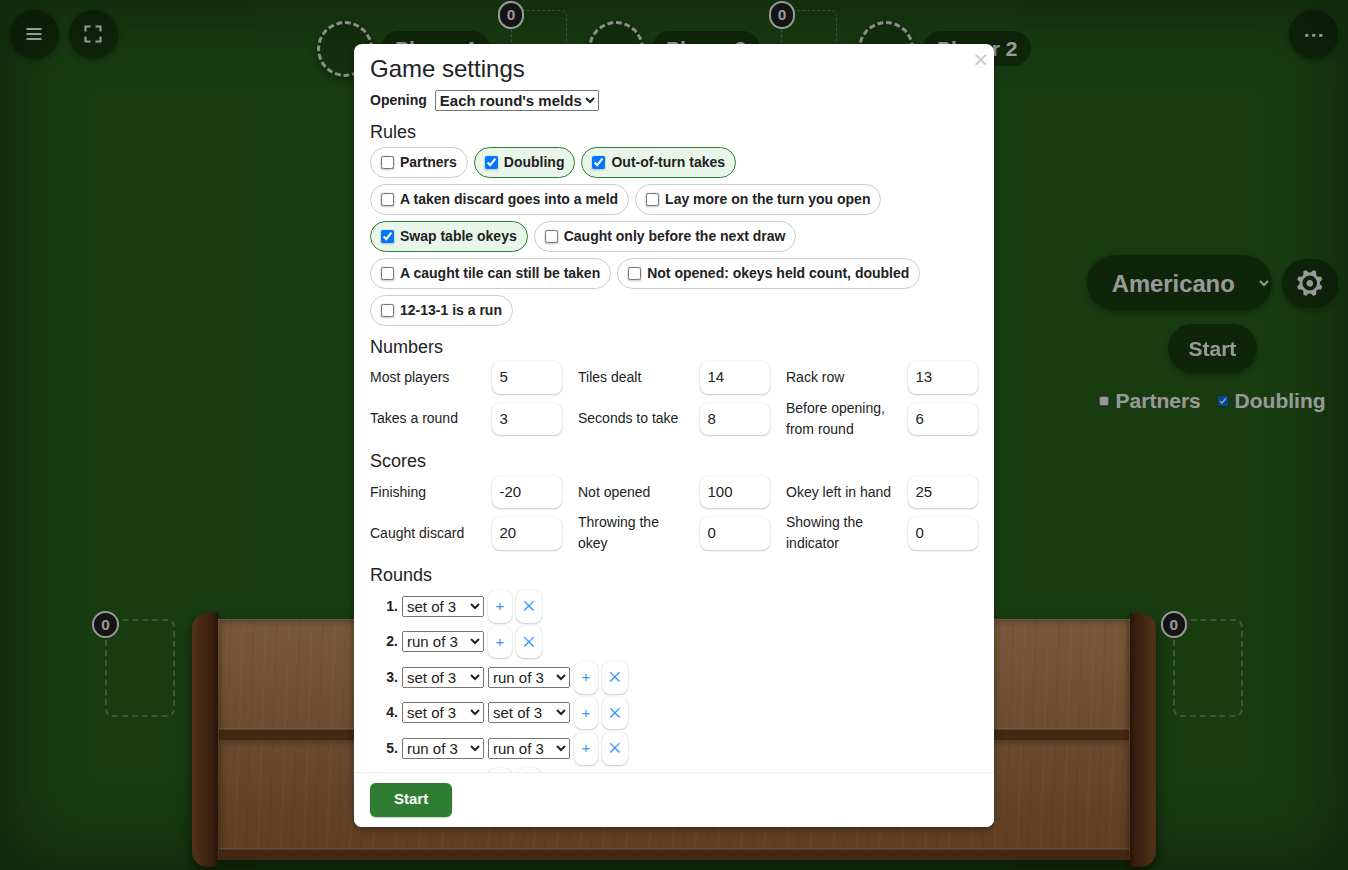 0
0
r 2
Game settings
×
Opening Each round's melds
Rules
Partners Doubling Out-of-turn takes
A taken discard goes into a meld Lay more on the turn you open
Swap table okeys Caught only before the next draw
A caught tile can still be taken Not opened: okeys held count, doubled
12-13-1 is a run
Americano
Start
Partners Doubling
Numbers
Most players 5 Tiles dealt 14 Rack row 13
Takes a round 3 Seconds to take 8 Before opening, from round 6
Scores
Finishing -20 Not opened 100 Okey left in hand 25
Caught discard 20 Throwing the okey 0 Showing the indicator 0
Rounds
1. set of 3 +
2. run of 3 +
3. set of 3 run of 3 +
4. set of 3 set of 3 +
5. run of 3 run of 3 +
Start
0
0